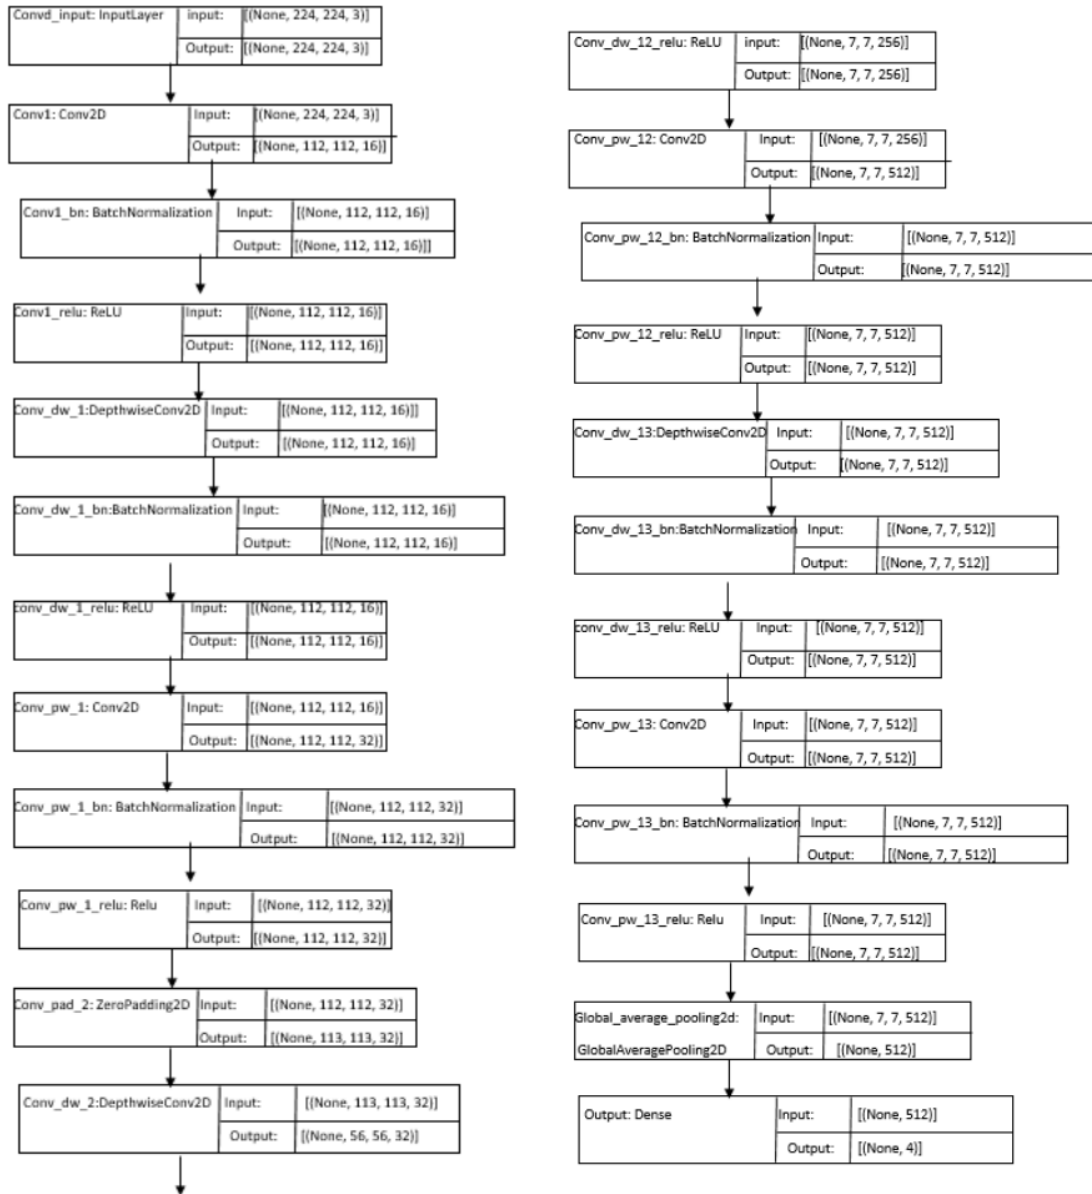 Convd_input: InputLayer input: [(None, 224, 224, 3)]
Output: [(None, 224, 224, 3)]
Conv1: Conv2D Input: [(None, 224, 224, 3)]
Output: [(None, 112, 112, 16)]
Conv1_bn: BatchNormalization Input: [(None, 112, 112, 16)]
Output: [(None, 112, 112, 16)]]
Conv1_relu: ReLU Input: [(None, 112, 112, 16)]
Output: [(None, 112, 112, 16)]
Conv_dw_1:DepthwiseConv2D Input: [(None, 112, 112, 16)]]
Output: [(None, 112, 112, 16)]
Conv_dw_1_bn:BatchNormalization Input: [(None, 112, 112, 16)]
Output: [(None, 112, 112, 16)]
conv_dw_1_relu: ReLU Input: [(None, 112, 112, 16)]
Output: [(None, 112, 112, 16)]
Conv_pw_1: Conv2D Input: [(None, 112, 112, 16)]
Output: [(None, 112, 112, 32)]
Conv_pw_1_bn: BatchNormalization Input: [(None, 112, 112, 32)]
Output: [(None, 112, 112, 32)]
Conv_pw_1_relu: Relu Input: [(None, 112, 112, 32)]
Output: [(None, 112, 112, 32)]
Conv_pad_2: ZeroPadding2D Input: [(None, 112, 112, 32)]
Output: [(None, 113, 113, 32)]
Conv_dw_2:DepthwiseConv2D Input: [(None, 113, 113, 32)]
Output: [(None, 56, 56, 32)]
Conv_dw_12_relu: ReLU input: [(None, 7, 7, 256)]
Output: [(None, 7, 7, 256)]
Conv_pw_12: Conv2D Input: [(None, 7, 7, 256)]
Output: [(None, 7, 7, 512)]
Conv_pw_12_bn: BatchNormalization Input: [(None, 7, 7, 512)]
Output: [(None, 7, 7, 512)]
Conv_pw_12_relu: ReLU Input: [(None, 7, 7, 512)]
Output: [(None, 7, 7, 512)]
Conv_dw_13:DepthwiseConv2D Input: [(None, 7, 7, 512)]
Output: [(None, 7, 7, 512)]
Conv_dw_13_bn:BatchNormalization Input: [(None, 7, 7, 512)]
Output: [(None, 7, 7, 512)]
conv_dw_13_relu: ReLU Input: [(None, 7, 7, 512)]
Output: [(None, 7, 7, 512)]
Conv_pw_13: Conv2D Input: [(None, 7, 7, 512)]
Output: [(None, 7, 7, 512)]
Conv_pw_13_bn: BatchNormalization Input: [(None, 7, 7, 512)]
Output: [(None, 7, 7, 512)]
Conv_pw_13_relu: Relu Input: [(None, 7, 7, 512)]
Output: [(None, 7, 7, 512)]
Global_average_pooling2d: Input: [(None, 7, 7, 512)]
GlobalAveragePooling2D Output: [(None, 512)]
Output: Dense Input: [(None, 512)]
Output: [(None, 4)]